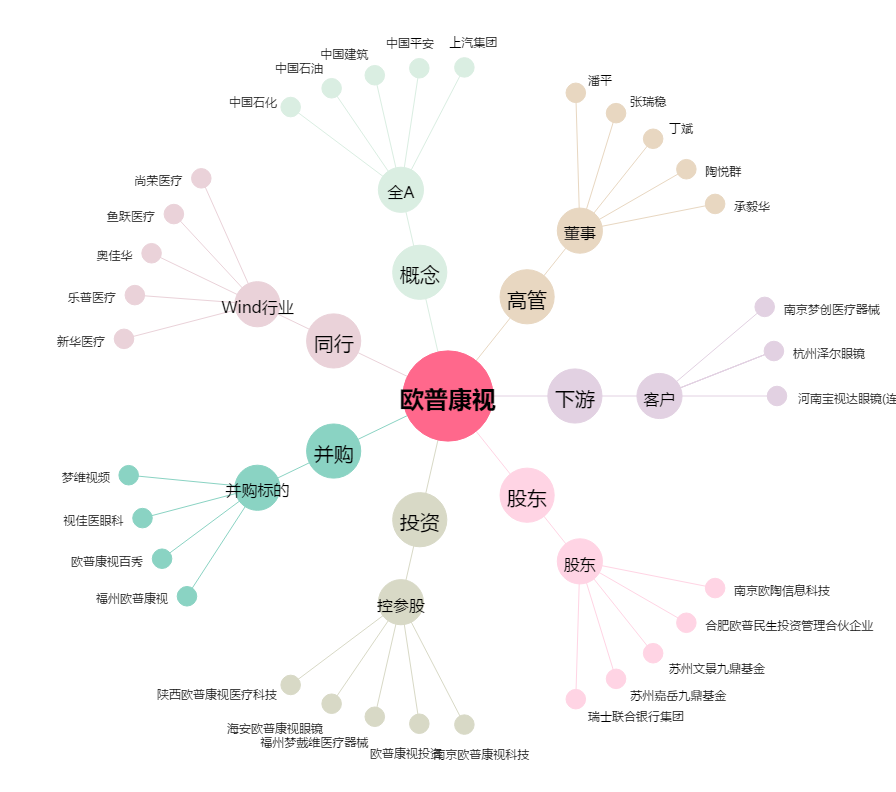 上汽集团
中国平安
中国建筑
中国石油
中国石化
全A
概念
潘平
张瑞稳
丁斌
陶悦群
承毅华
董事
高管
尚荣医疗
鱼跃医疗
奥佳华
乐普医疗
新华医疗
Wind行业
同行
欧普康视
下游
客户
南京梦创医疗器械
杭州泽尔眼镜
河南宝视达眼镜(连
并购
并购标的
梦维视频
视佳医眼科
欧普康视百秀
福州欧普康视
投资
控参股
陕西欧普康视医疗科技
海安欧普康视眼镜
福州梦戴维医疗器械
欧普康视投资
南京欧普康视科技
股东
股东
南京欧陶信息科技
合肥欧普民生投资管理合伙企业
苏州文景九鼎基金
苏州嘉岳九鼎基金
瑞士联合银行集团